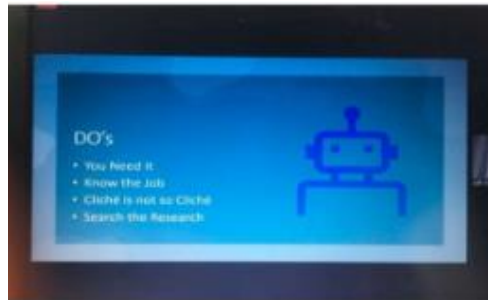 DO's
• You Need It
• Know the Job
• Cliché is not so Cliché
• Search the Research